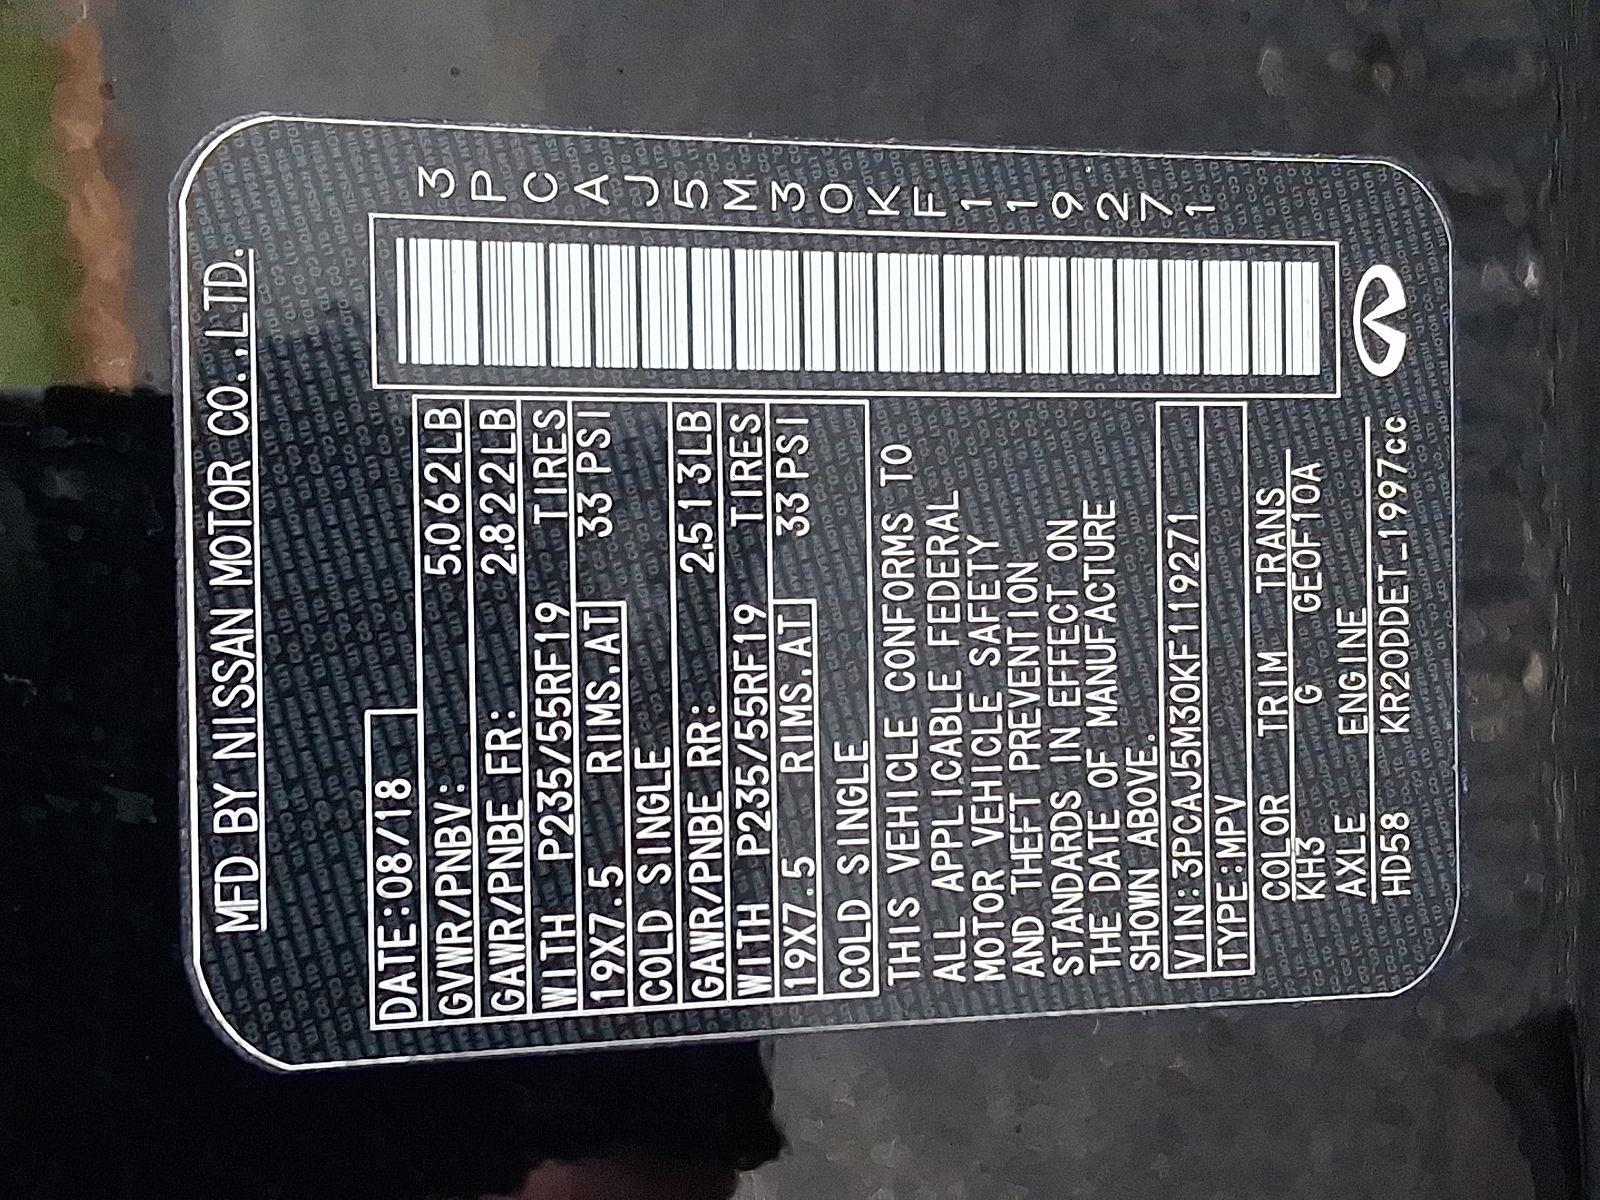 MFD BY NISSAN MOTOR CO.,LTD.
DATE:08/18
GVWR/PNBV: 5.062LB
GAWR/PNBE FR: 2.822LB
WITH P235/55RF19 TIRES
19X7.5 RIMS.AT 33 PSI
COLD SINGLE
GAWR/PNBE RR: 2.513LB
WITH P235/55RF19 TIRES
19X7.5 RIMS.AT 33 PSI
COLD SINGLE
THIS VEHICLE CONFORMS TO
ALL APPLICABLE FEDERAL
MOTOR VEHICLE SAFETY
AND THEFT PREVENTION
STANDARDS IN EFFECT ON
THE DATE OF MANUFACTURE
SHOWN ABOVE.
VIN:3PCAJ5M30KF119271
TYPE:MPV
COLOR TRIM TRANS
KH3 G GE0F10A
AXLE ENGINE
HD58 KR20DDET_1997cc
3PCAJ5M30KF119271